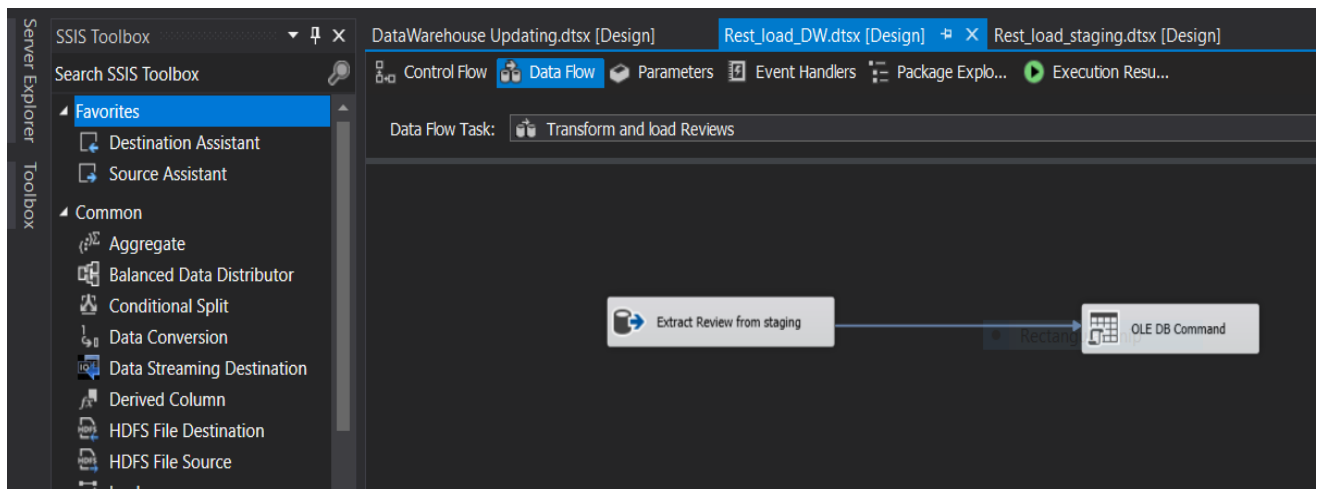 Server Explorer
Toolbox
SSIS Toolbox
Search SSIS Toolbox
Favorites
Destination Assistant
Source Assistant
Common
Aggregate
Balanced Data Distributor
Conditional Split
Data Conversion
Data Streaming Destination
Derived Column
HDFS File Destination
HDFS File Source
DataWarehouse Updating.dtsx [Design]
Rest_load_DW.dtsx [Design]
Rest_load_staging.dtsx [Design]
Control Flow
Data Flow
Parameters
Event Handlers
Package Explo...
Execution Resu...
Data Flow Task:
Transform and load Reviews
Extract Review from staging
OLE DB Command